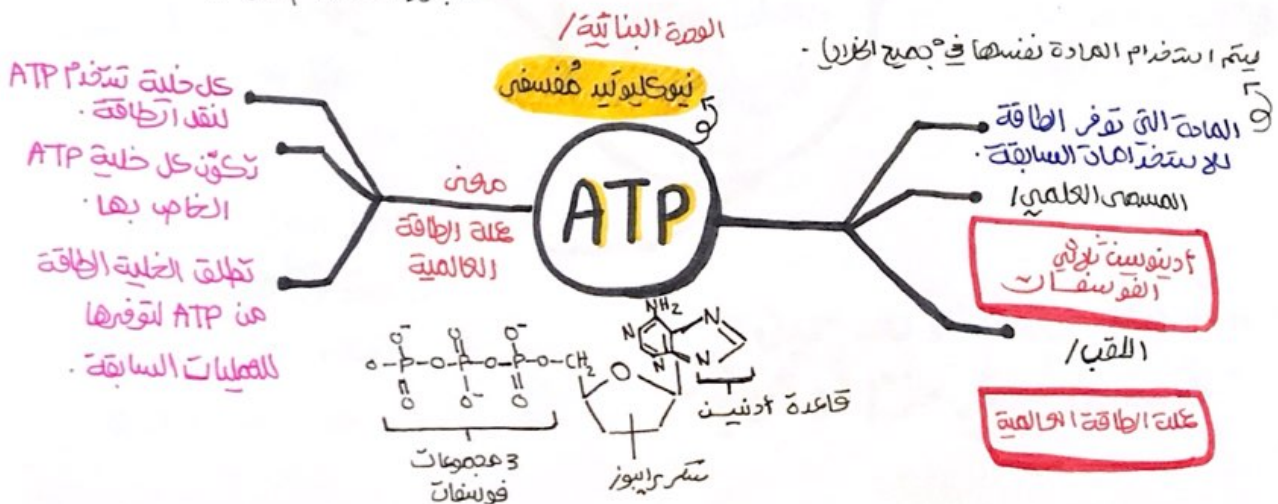 الوحدة البنائية/
نيوكليوتيد مُفسفر
ATP
يتم استخدام المادة نفسها في جميع الخلايا.
المادة التي توفر الطاقة
للاستخدامات السابقة.
المسمى العلمي/
أدينوسين ثلاثي
الفوسفات
اللقب/
عملة الطاقة العالمية
معنى
عملة الطاقة
العالمية
كل خلية تستخدم ATP
لنقل الطاقة.
تكوّن كل خلية ATP
الخاص بها.
تطلق الخلية الطاقة
من ATP لتوفرها
للعمليات السابقة.
NH2
N N
N N
O⁻ O O⁻
O-P-O-P-O-P-O-CH2 O
O O⁻ O
قاعدة أدنين
سكر رايبوز
3 مجموعات
فوسفات